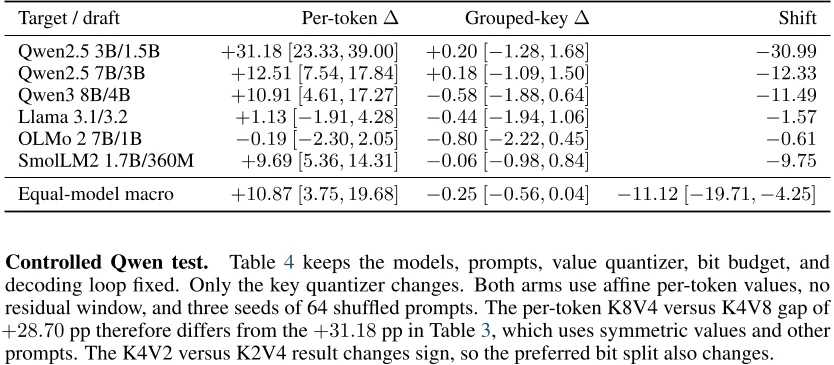 Target / draft Per-token Δ Grouped-key Δ Shift
Qwen2.5 3B/1.5B +31.18 [23.33, 39.00] +0.20 [−1.28, 1.68] −30.99
Qwen2.5 7B/3B +12.51 [7.54, 17.84] +0.18 [−1.09, 1.50] −12.33
Qwen3 8B/4B +10.91 [4.61, 17.27] −0.58 [−1.88, 0.64] −11.49
Llama 3.1/3.2 +1.13 [−1.91, 4.28] −0.44 [−1.94, 1.06] −1.57
OLMo 2 7B/1B −0.19 [−2.30, 2.05] −0.80 [−2.22, 0.45] −0.61
SmolLM2 1.7B/360M +9.69 [5.36, 14.31] −0.06 [−0.98, 0.84] −9.75
Equal-model macro +10.87 [3.75, 19.68] −0.25 [−0.56, 0.04] −11.12 [−19.71, −4.25]
Controlled Qwen test. Table 4 keeps the models, prompts, value quantizer, bit budget, and
decoding loop fixed. Only the key quantizer changes. Both arms use affine per-token values, no
residual window, and three seeds of 64 shuffled prompts. The per-token K8V4 versus K4V8 gap of
+28.70 pp therefore differs from the +31.18 pp in Table 3, which uses symmetric values and other
prompts. The K4V2 versus K2V4 result changes sign, so the preferred bit split also changes.